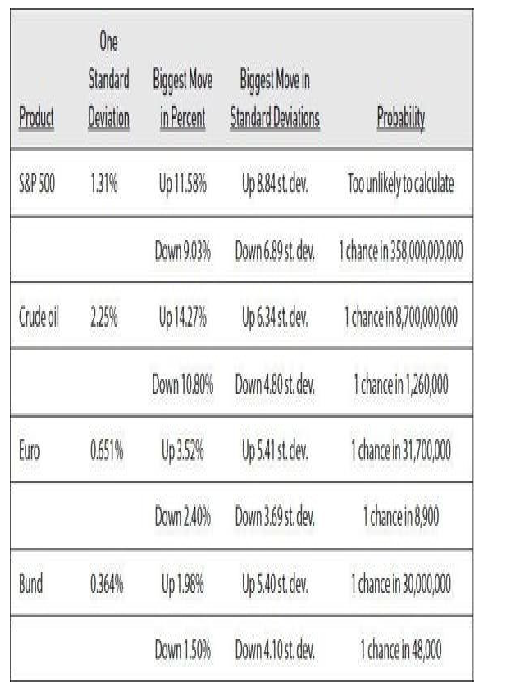 One
Standard Biggest Move Biggest Move in
Product Deviation in Percent Standard Deviations Probability
S&P 500 1.31% Up 11.58% Up 8.84 st. dev. Too unlikely to calculate
Down 9.03% Down 6.89 st. dev. 1 chance in 358,000,000,000
Crude oil 2.25% Up 14.27% Up 6.34 st. dev. 1 chance in 8,700,000,000
Down 10.80% Down 4.80 st. dev. 1 chance in 1,260,000
Euro 0.651% Up 3.52% Up 5.41 st. dev. 1 chance in 31,700,000
Down 2.40% Down 3.69 st. dev. 1 chance in 8,900
Bund 0.364% Up 1.98% Up 5.40 st. dev. 1 chance in 30,000,000
Down 1.50% Down 4.10 st. dev. 1 chance in 48,000